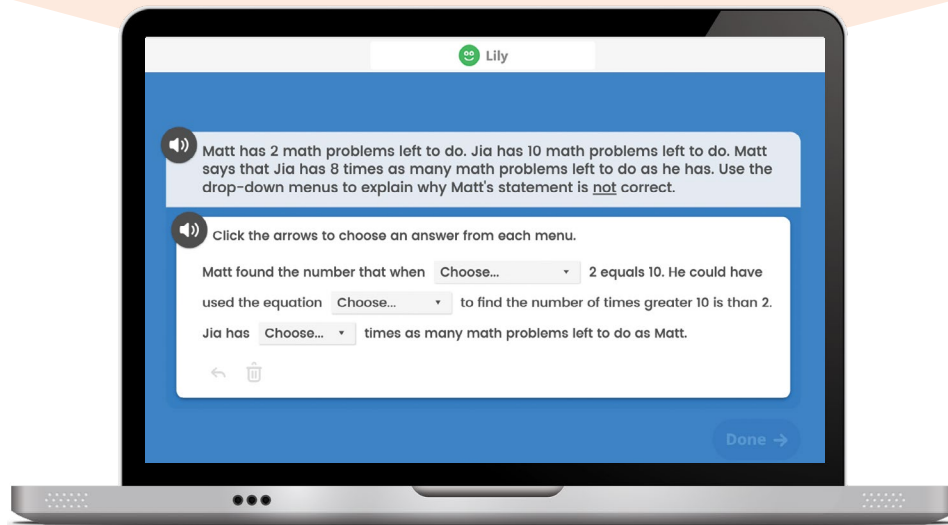 Lily
Matt has 2 math problems left to do. Jia has 10 math problems left to do. Matt
says that Jia has 8 times as many math problems left to do as he has. Use the
drop-down menus to explain why Matt's statement is not correct.
Click the arrows to choose an answer from each menu.
Matt found the number that when Choose... 2 equals 10. He could have
used the equation Choose... to find the number of times greater 10 is than 2.
Jia has Choose... times as many math problems left to do as Matt.
Done →